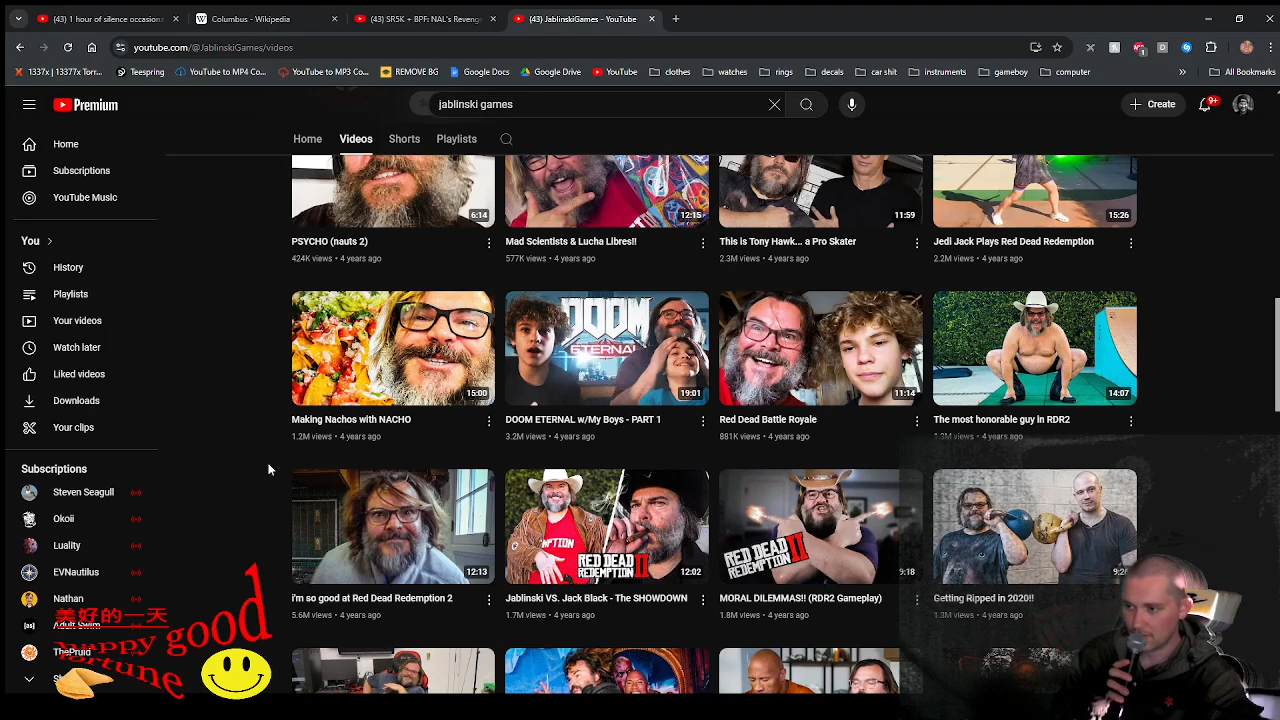 (43) 1 hour of silence occasion
Columbus - Wikipedia
(43) SR5K + BPF: NAL's Reveng
(43) JablinskiGames - YouTube
youtube.com/@JablinskiGames/videos
1337x | 13377x Torr...
Teespring
YouTube to MP4 Co...
YouTube to MP3 Co...
REMOVE BG
Google Docs
Google Drive
YouTube
clothes
watches
rings
decals
car shit
instruments
gameboy
computer
All Bookmarks
Premium
jablinski games
Create
9+
Home
Videos
Shorts
Playlists
Home
Subscriptions
YouTube Music
You
History
Playlists
Your videos
Watch later
Liked videos
Downloads
Your clips
Subscriptions
Steven Seagull
Okoii
Luality
EVNautilus
Nathan
Adult Swim
ThePruld
美好的一天
happy good
fortune
6:14
12:15
11:59
15:26
PSYCHO (nauts 2)
424K views • 4 years ago
Mad Scientists & Lucha Libres!!
577K views • 4 years ago
This is Tony Hawk... a Pro Skater
2.3M views • 4 years ago
Jedi Jack Plays Red Dead Redemption
2.2M views • 4 years ago
15:00
DOOM
ETERNAL
19:01
11:14
14:07
Making Nachos with NACHO
1.2M views • 4 years ago
DOOM ETERNAL w/My Boys - PART 1
3.2M views • 4 years ago
Red Dead Battle Royale
881K views • 4 years ago
The most honorable guy in RDR2
1.3M views • 4 years ago
12:13
RED DEAD
REDEMPTION II
12:02
RED DEAD
REDEMPTION II
9:18
9:26
i'm so good at Red Dead Redemption 2
5.6M views • 4 years ago
Jablinski VS. Jack Black - The SHOWDOWN
1.7M views • 4 years ago
MORAL DILEMMAS!! (RDR2 Gameplay)
1.8M views • 4 years ago
Getting Ripped in 2020!!
1.3M views • 4 years ago